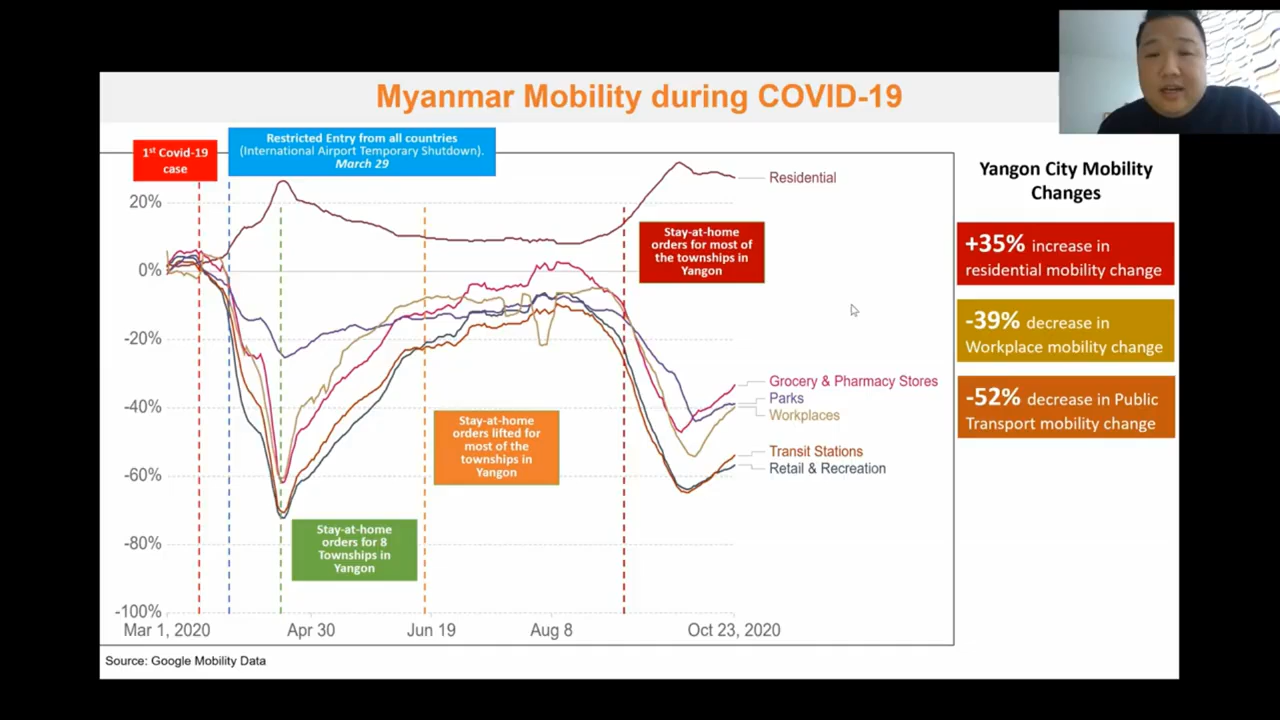 Myanmar Mobility during COVID-19
1st Covid-19
case
Restricted Entry from all countries
(International Airport Temporary Shutdown).
March 29
20%
0%
-20%
-40%
-60%
-80%
-100%
Mar 1, 2020
Apr 30
Jun 19
Aug 8
Oct 23, 2020
Stay-at-home
orders for 8
Townships in
Yangon
Stay-at-home
orders lifted for
most of the
townships in
Yangon
Stay-at-home
orders for most of
the townships in
Yangon
Residential
Grocery & Pharmacy Stores
Parks
Workplaces
Transit Stations
Retail & Recreation
Yangon City Mobility
Changes
+35% increase in
residential mobility change
-39% decrease in
Workplace mobility change
-52% decrease in Public
Transport mobility change
Source: Google Mobility Data